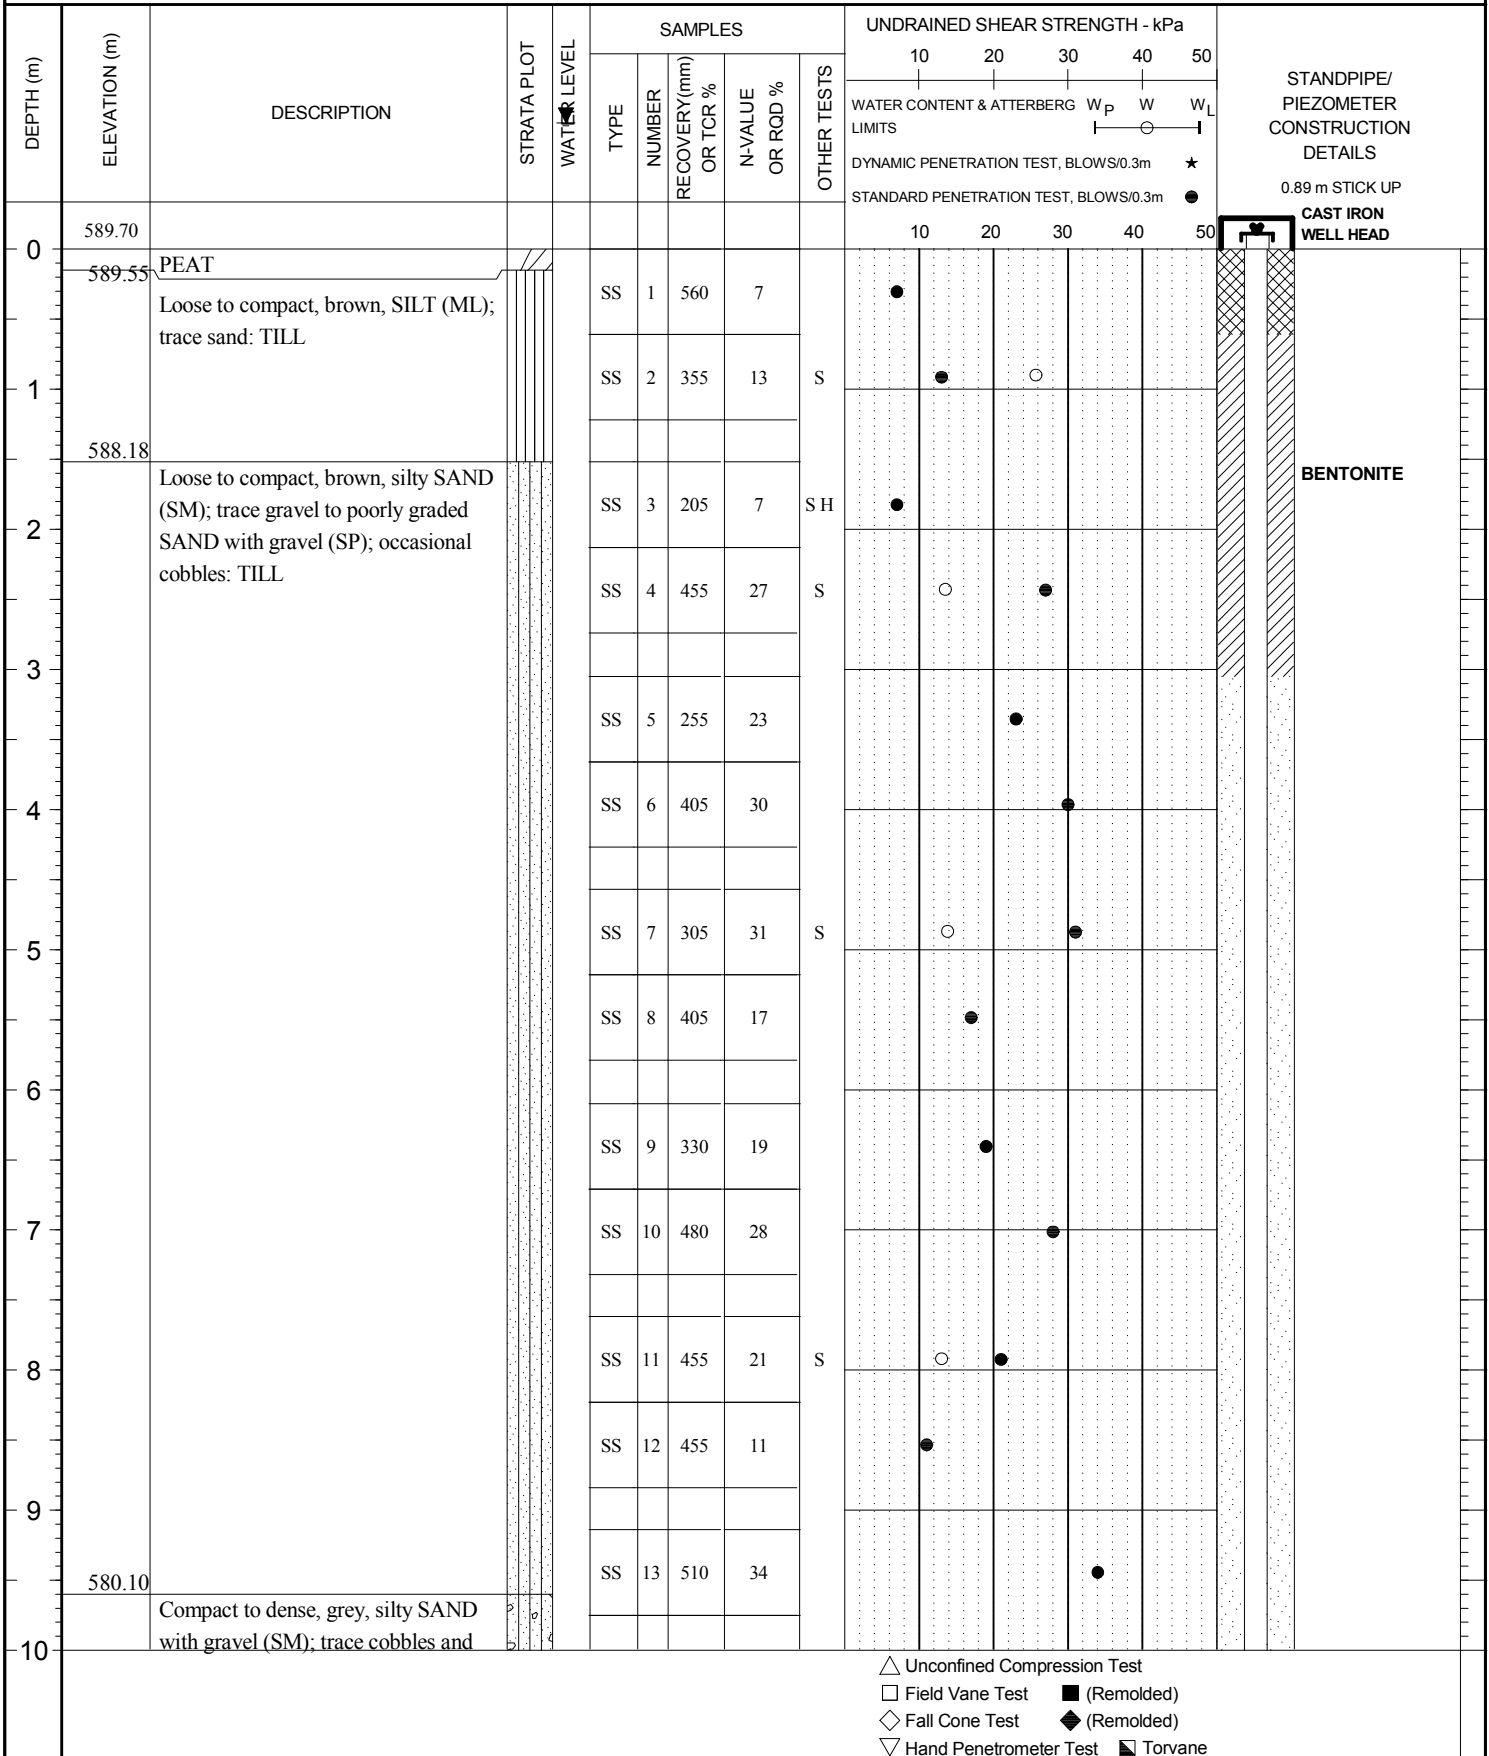 DEPTH (m)
ELEVATION (m)
DESCRIPTION
STRATA PLOT
WATER LEVEL
SAMPLES
TYPE
NUMBER
RECOVERY(mm)
OR TCR %
N-VALUE
OR RQD %
OTHER TESTS
UNDRAINED SHEAR STRENGTH - kPa
10 20 30 40 50
WATER CONTENT & ATTERBERG WP W WL
LIMITS
DYNAMIC PENETRATION TEST, BLOWS/0.3m ★
STANDARD PENETRATION TEST, BLOWS/0.3m ●
10 20 30 40 50
STANDPIPE/
PIEZOMETER
CONSTRUCTION
DETAILS
0.89 m STICK UP
CAST IRON
WELL HEAD
589.70
0
589.55 PEAT
Loose to compact, brown, SILT (ML);
trace sand: TILL
SS 1 560 7
SS 2 355 13 S
1
588.18
Loose to compact, brown, silty SAND
(SM); trace gravel to poorly graded
SAND with gravel (SP); occasional
cobbles: TILL
BENTONITE
SS 3 205 7 S H
2
SS 4 455 27 S
3
SS 5 255 23
SS 6 405 30
4
SS 7 305 31 S
5
SS 8 405 17
6
SS 9 330 19
SS 10 480 28
7
SS 11 455 21 S
8
SS 12 455 11
9
SS 13 510 34
580.10
Compact to dense, grey, silty SAND
with gravel (SM); trace cobbles and
10
△ Unconfined Compression Test
□ Field Vane Test ■ (Remolded)
◇ Fall Cone Test ◆ (Remolded)
▽ Hand Penetrometer Test ◣ Torvane